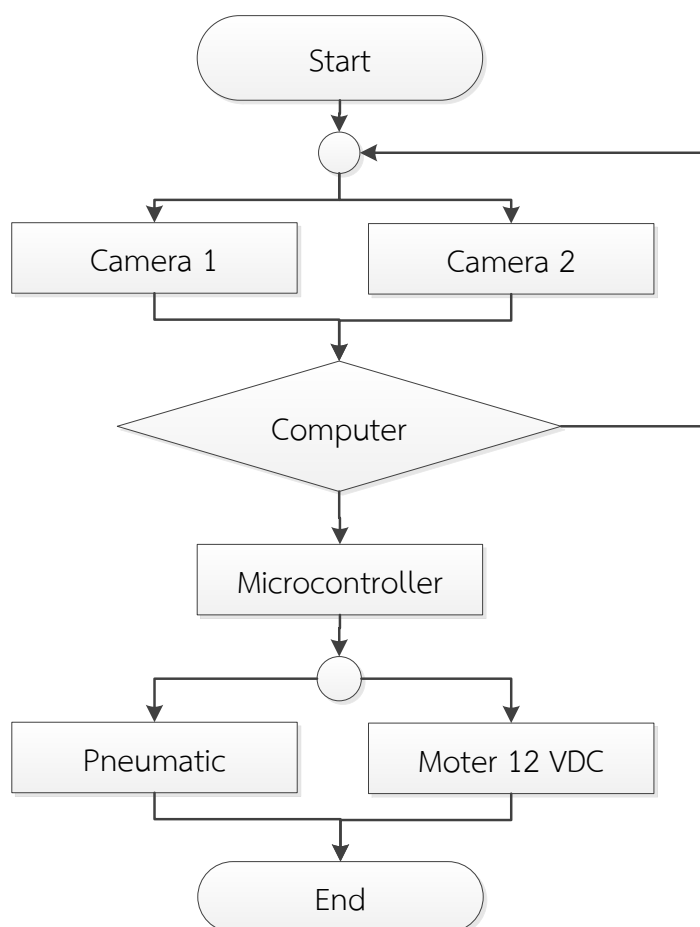 Start
Camera 1
Camera 2
Computer
Microcontroller
Pneumatic
Moter 12 VDC
End